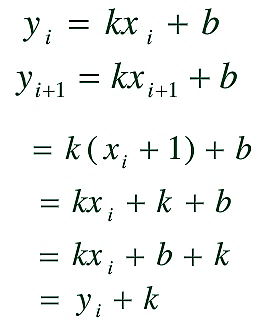 y_i = kx_i + b
y_{i+1} = kx_{i+1} + b
= k(x_i + 1) + b
= kx_i + k + b
= kx_i + b + k
= y_i + k